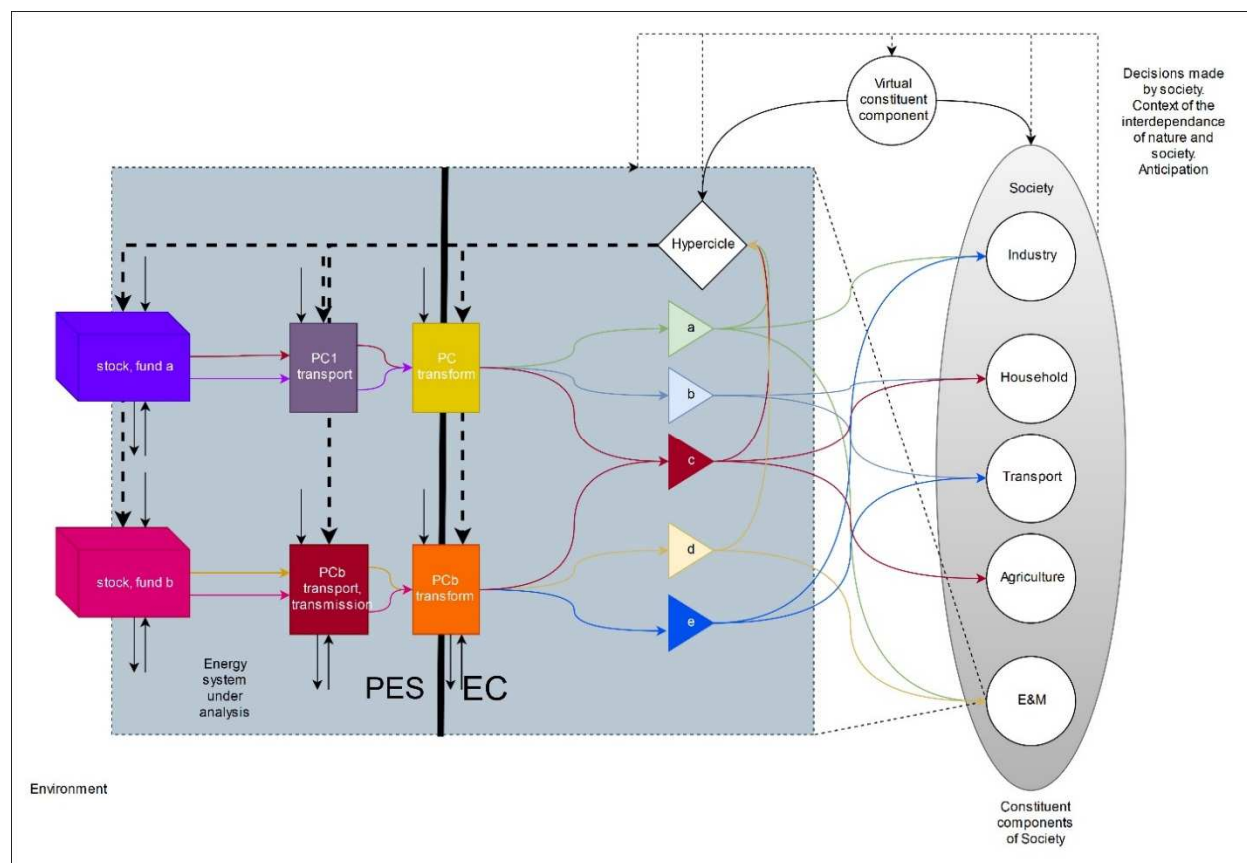 Virtual
constituent
component
Decisions made
by society.
Context of the
interdependance
of nature and
society.
Anticipation
Society
Hypercicle
Industry
a
stock, fund a
PC1
transport
PC
transform
Household
b
c
Transport
d
Agriculture
stock, fund b
PCb
transport,
transmission
PCb
transform
e
Energy
system
under
analysis
PES
EC
E&M
Environment
Constituent
components
of Society